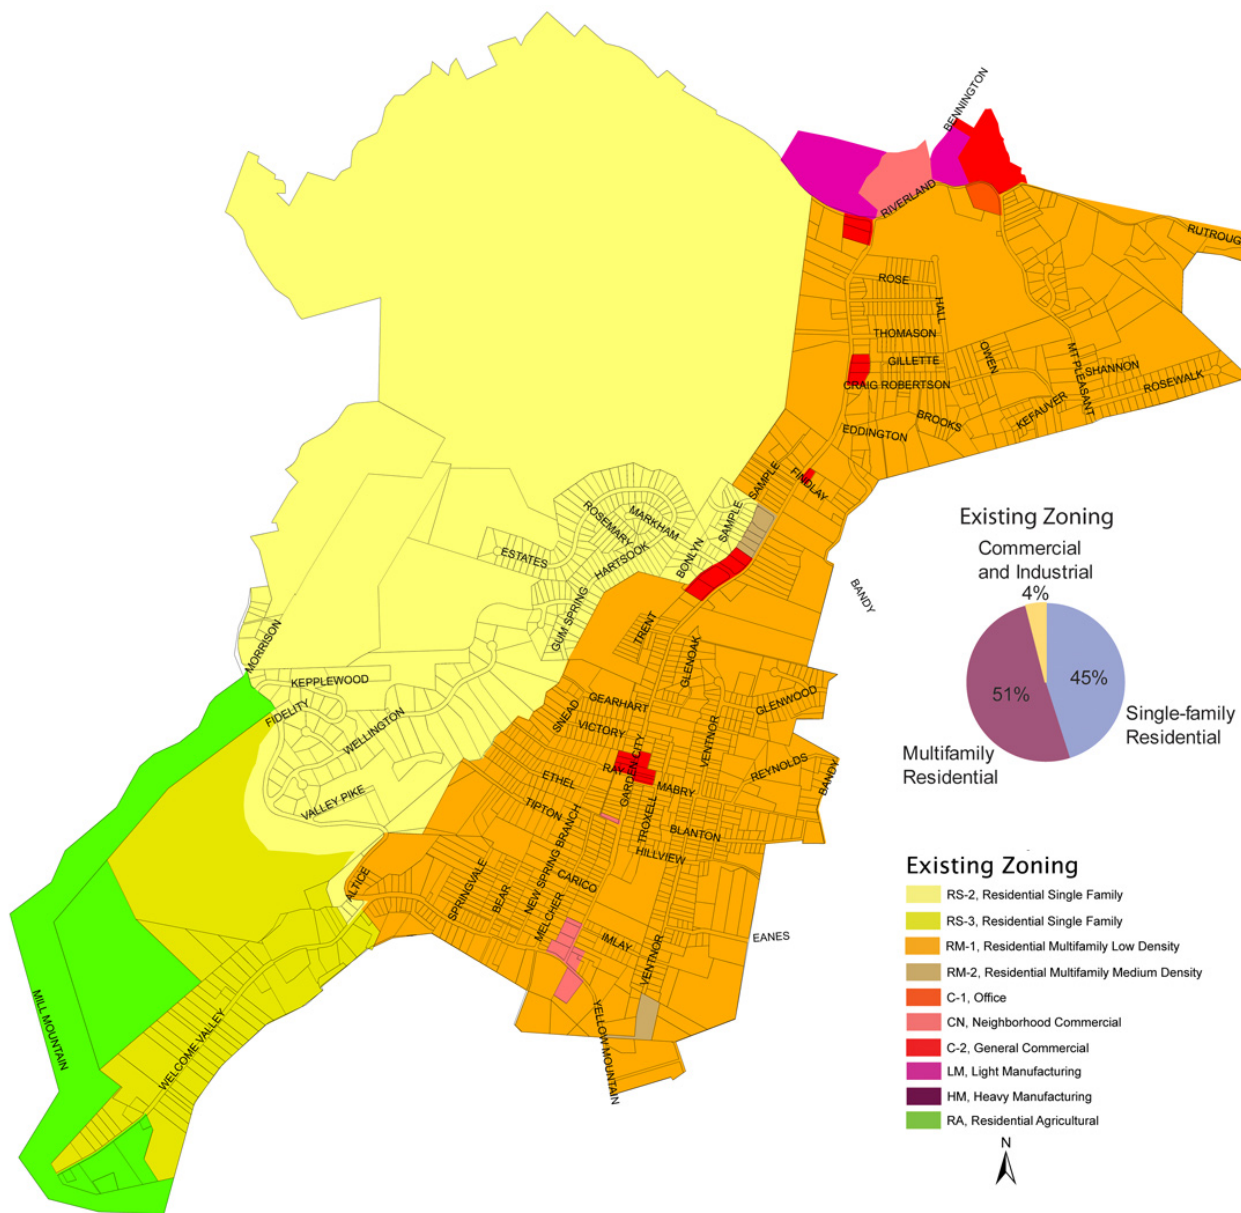 BENNINGTON
RIVERLAND
RUTROUG
ROSE
HALL
THOMASON
GILLETTE
OWEN
MT PLEASANT
SHANNON
CRAIG ROBERTSON
ROSEWALK
BROOKS
KEFAUVER
EDDINGTON
SAMPLE
FINDLAY
ROSEMARY
MARKHAM
SAMPLE
ESTATES
HARTSOOK
BONLYN
GUM SPRING
BANDY
TRENT
GLENOAK
MORRISON
KEPPLEWOOD
FIDELITY
WELLINGTON
SNEAD
GEARHART
GLENWOOD
VICTORY
VENTNOR
GARDEN CITY
RAY
ETHEL
MABRY
REYNOLDS
BANDY
VALLEY PIKE
TIPTON
TROXELL
BLANTON
NEW SPRING BRANCH
HILLVIEW
ALTICE
SPRINGVALE
BEAR
CARICO
MELCHER
IMLAY
VENTNOR
EANES
MILL MOUNTAIN
WELCOME VALLEY
YELLOW MOUNTAIN
Existing Zoning
Commercial
and Industrial
4%
51%
45%
Single-family
Residential
Multifamily
Residential
Existing Zoning
RS-2, Residential Single Family
RS-3, Residential Single Family
RM-1, Residential Multifamily Low Density
RM-2, Residential Multifamily Medium Density
C-1, Office
CN, Neighborhood Commercial
C-2, General Commercial
LM, Light Manufacturing
HM, Heavy Manufacturing
RA, Residential Agricultural
N